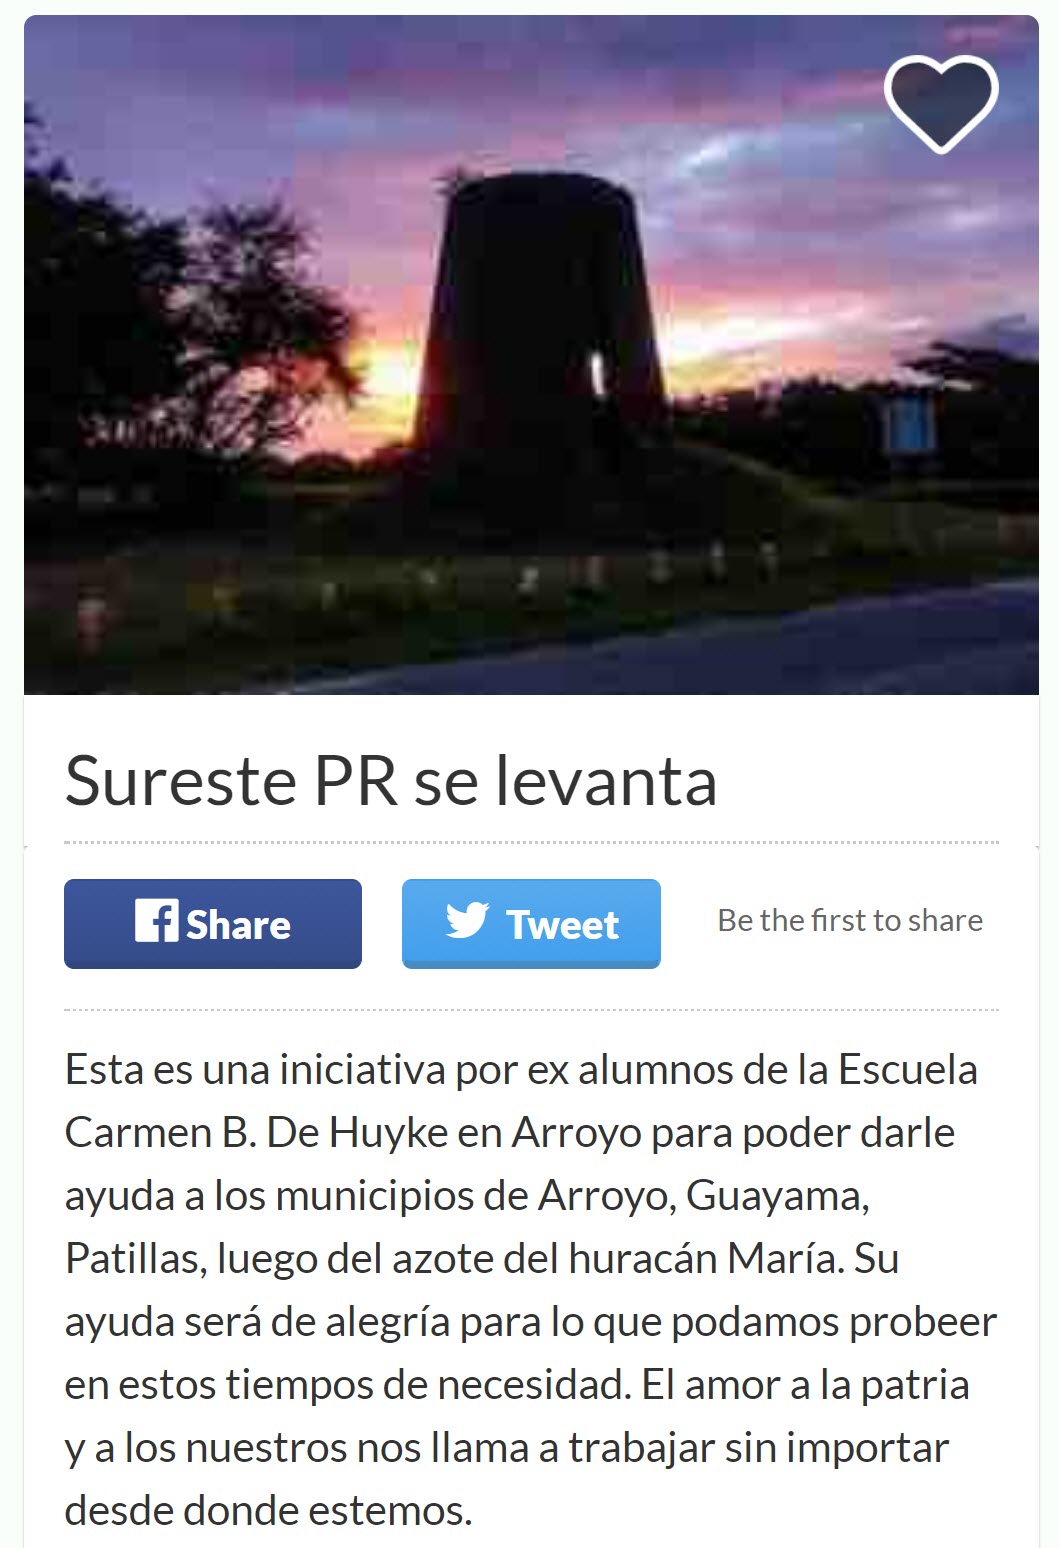 Sureste PR se levanta
Share
Tweet
Be the first to share
Esta es una iniciativa por ex alumnos de la Escuela
Carmen B. De Huyke en Arroyo para poder darle
ayuda a los municipios de Arroyo, Guayama,
Patillas, luego del azote del huracán María. Su
ayuda será de alegría para lo que podamos probeer
en estos tiempos de necesidad. El amor a la patria
y a los nuestros nos llama a trabajar sin importar
desde donde estemos.